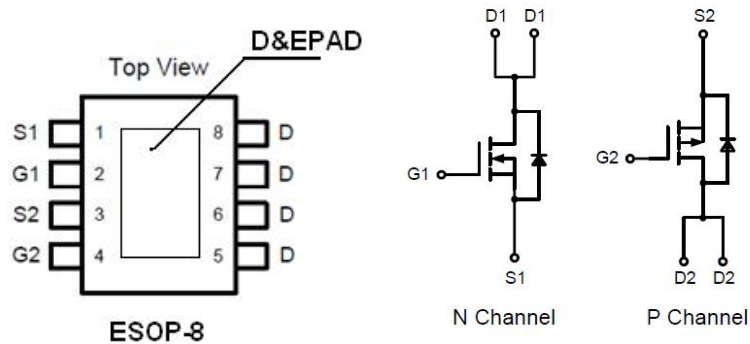 D&EPAD
Top View
S1 1 8 D
G1 2 7 D
S2 3 6 D
G2 4 5 D
ESOP-8
D1 D1
G1
S1
N Channel
S2
G2
D2 D2
P Channel